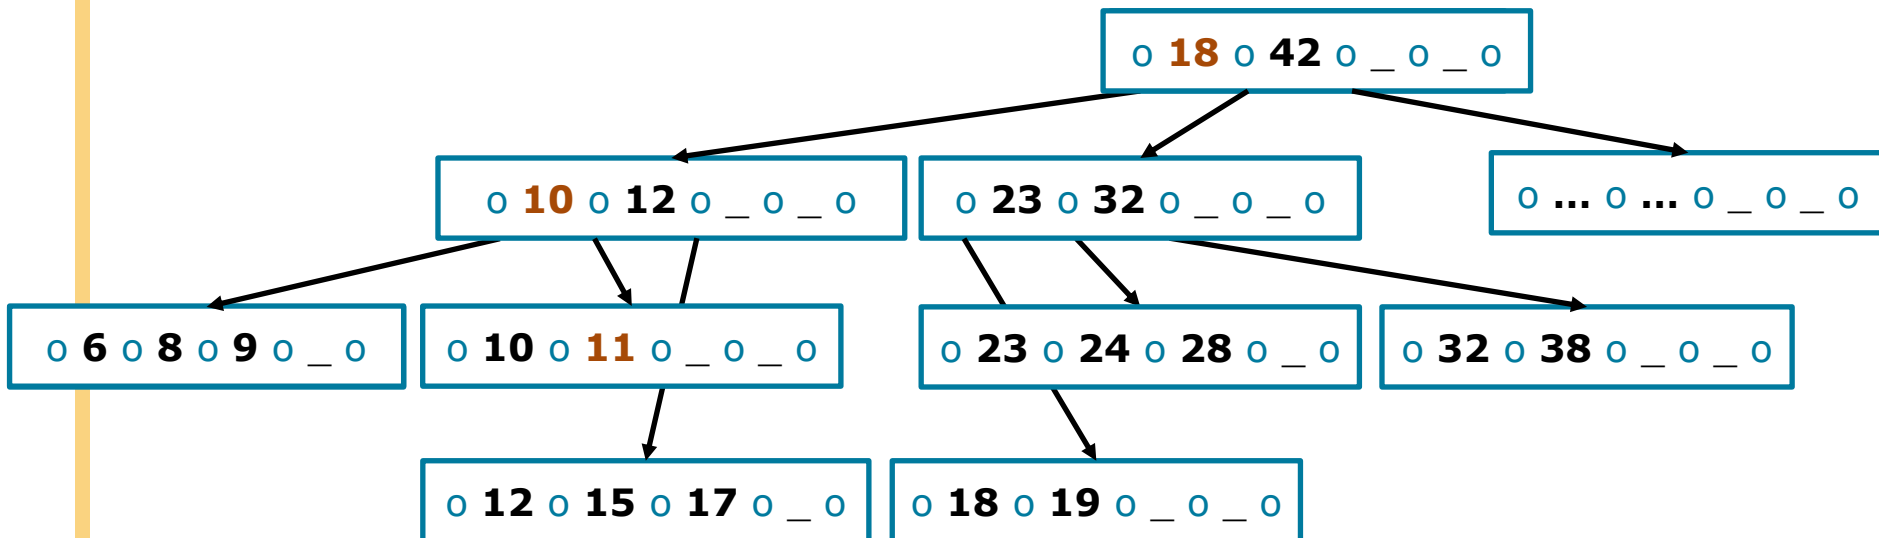 o 18 o 42 o _ o _ o
o 10 o 12 o _ o _ o
o 23 o 32 o _ o _ o
o ... o ... o _ o _ o
o 6 o 8 o 9 o _ o
o 10 o 11 o _ o _ o
o 23 o 24 o 28 o _ o
o 32 o 38 o _ o _ o
o 12 o 15 o 17 o _ o
o 18 o 19 o _ o _ o